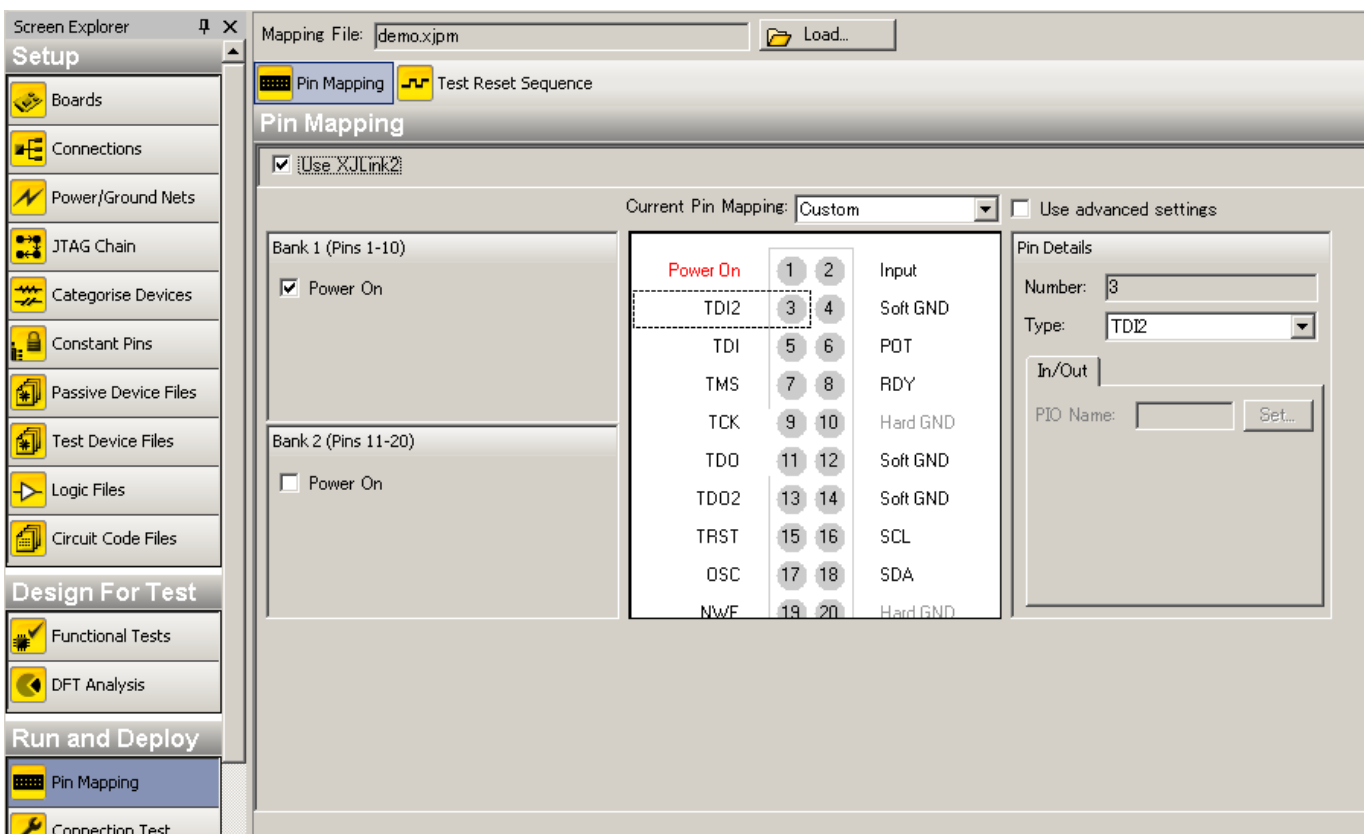 Screen Explorer
Setup
Boards
Connections
Power/Ground Nets
JTAG Chain
Categorise Devices
Constant Pins
Passive Device Files
Test Device Files
Logic Files
Circuit Code Files
Design For Test
Functional Tests
DFT Analysis
Run and Deploy
Pin Mapping
Connection Test
Mapping File: demo.xjpm Load...
Pin Mapping Test Reset Sequence
Pin Mapping
Use XJLink2
Current Pin Mapping: Custom Use advanced settings
Bank 1 (Pins 1-10)
Power On
Bank 2 (Pins 11-20)
Power On
Power On 1 2 Input
TDI2 3 4 Soft GND
TDI 5 6 POT
TMS 7 8 RDY
TCK 9 10 Hard GND
TDO 11 12 Soft GND
TDO2 13 14 Soft GND
TRST 15 16 SCL
OSC 17 18 SDA
NWE 19 20 Hard GND
Pin Details
Number: 3
Type: TDI2
In/Out
PIO Name: Set...